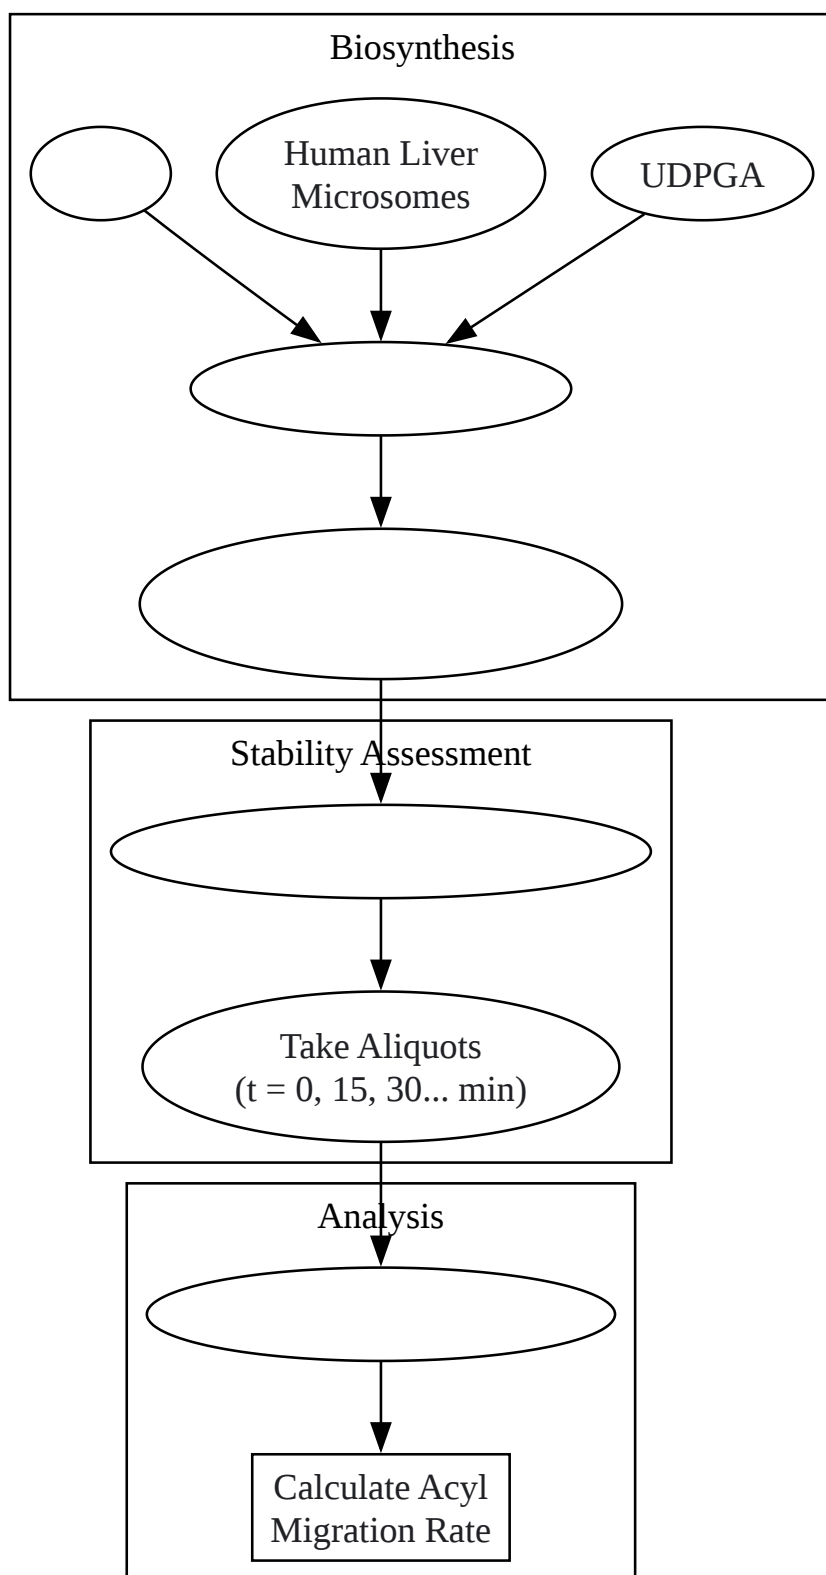 Biosynthesis
Human Liver
Microsomes
UDPGA
Stability Assessment
Take Aliquots
(t = 0, 15, 30... min)
Analysis
Calculate Acyl
Migration Rate